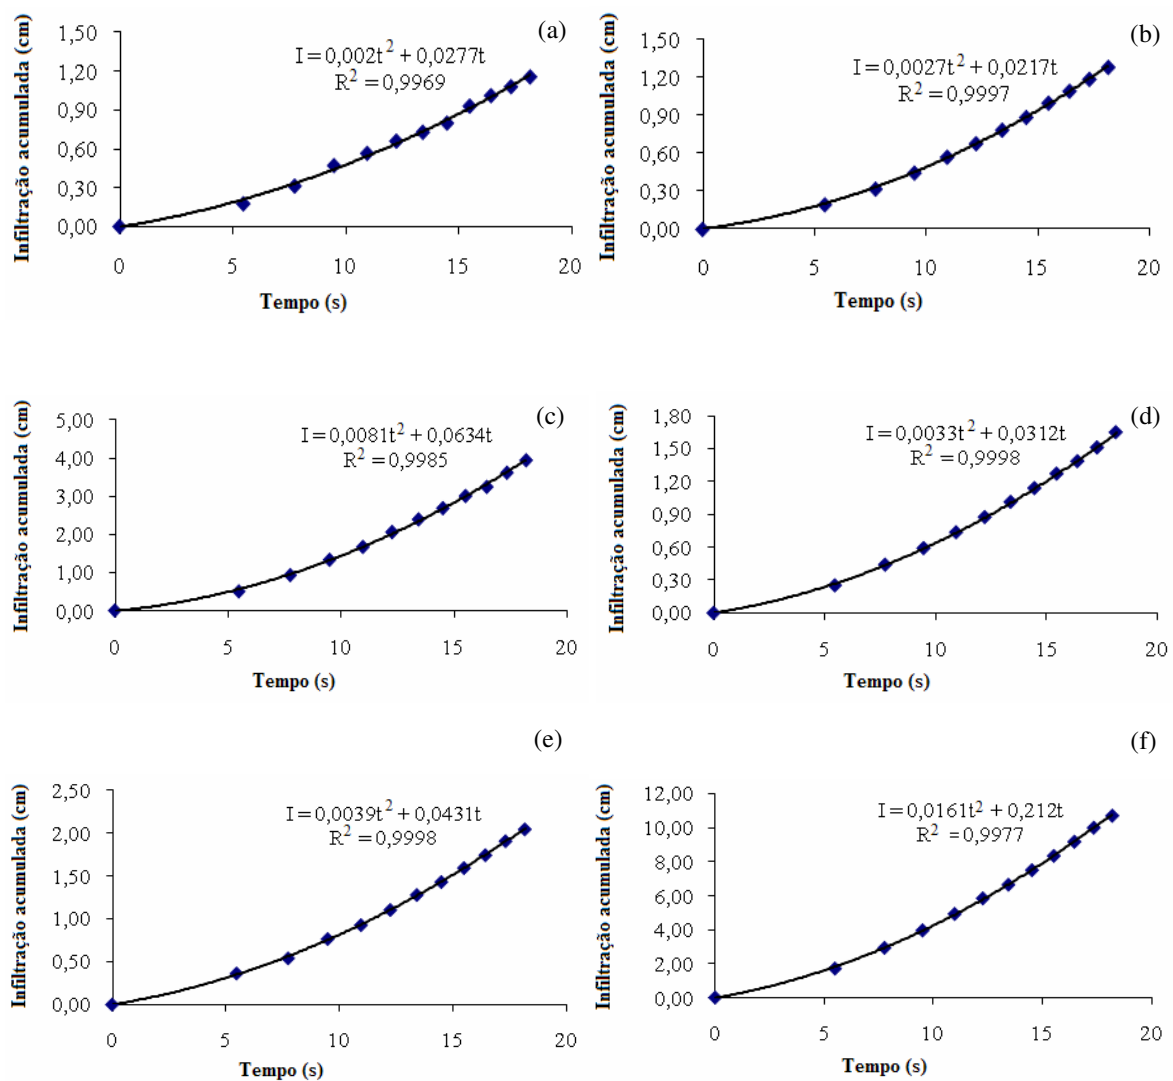 (a)
I = 0,002t² + 0,0277t
R² = 0,9969
Infiltração acumulada (cm)
1,50
1,20
0,90
0,60
0,30
0,00
0 5 10 15 20
Tempo (s)
(b)
I = 0,0027t² + 0,0217t
R² = 0,9997
Infiltração acumulada (cm)
1,50
1,20
0,90
0,60
0,30
0,00
0 5 10 15 20
Tempo (s)
(c)
I = 0,0081t² + 0,0634t
R² = 0,9985
Infiltração acumulada (cm)
5,00
4,00
3,00
2,00
1,00
0,00
0 5 10 15 20
Tempo (s)
(d)
I = 0,0033t² + 0,0312t
R² = 0,9998
Infiltração acumulada (cm)
1,80
1,50
1,20
0,90
0,60
0,30
0,00
0 5 10 15 20
Tempo (s)
(e)
I = 0,0039t² + 0,0431t
R² = 0,9998
Infiltração acumulada (cm)
2,50
2,00
1,50
1,00
0,50
0,00
0 5 10 15 20
Tempo (s)
(f)
I = 0,0161t² + 0,212t
R² = 0,9977
Infiltração acumulada (cm)
12,00
10,00
8,00
6,00
4,00
2,00
0,00
0 5 10 15 20
Tempo (s)